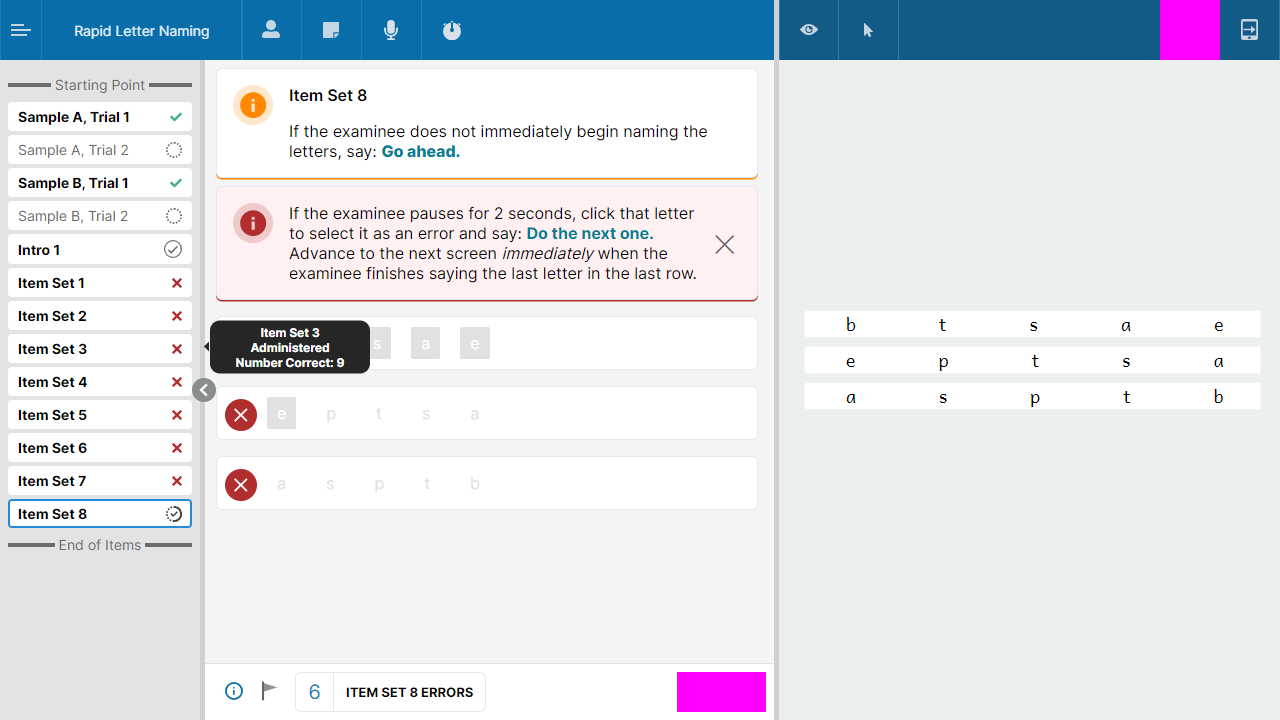 Rapid Letter Naming
Starting Point
Sample A, Trial 1
Sample A, Trial 2
Sample B, Trial 1
Sample B, Trial 2
Intro 1
Item Set 1
Item Set 2
Item Set 3
Item Set 4
Item Set 5
Item Set 6
Item Set 7
Item Set 8
End of Items
Item Set 8
If the examinee does not immediately begin naming the
letters, say: Go ahead.
If the examinee pauses for 2 seconds, click that letter
to select it as an error and say: Do the next one.
Advance to the next screen immediately when the
examinee finishes saying the last letter in the last row.
Item Set 3
Administered
Number Correct: 9
s a e
e p t s a
a s p t b
6 ITEM SET 8 ERRORS
b t s a e
e p t s a
a s p t b